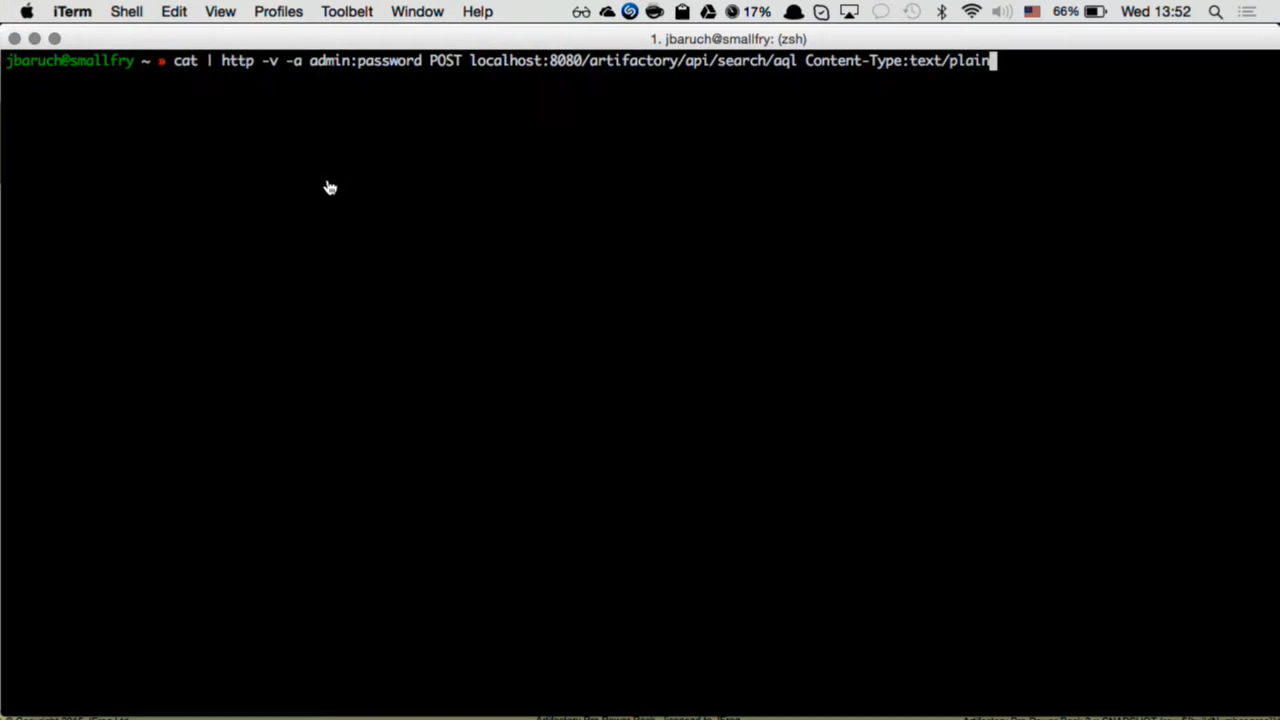 iTerm Shell Edit View Profiles Toolbelt Window Help 17% 66% Wed 13:52
1. jbaruch@smallfry: (zsh)
jbaruch@smallfry ~ » cat | http -v -a admin:password POST localhost:8080/artifactory/api/search/aql Content-Type:text/plain